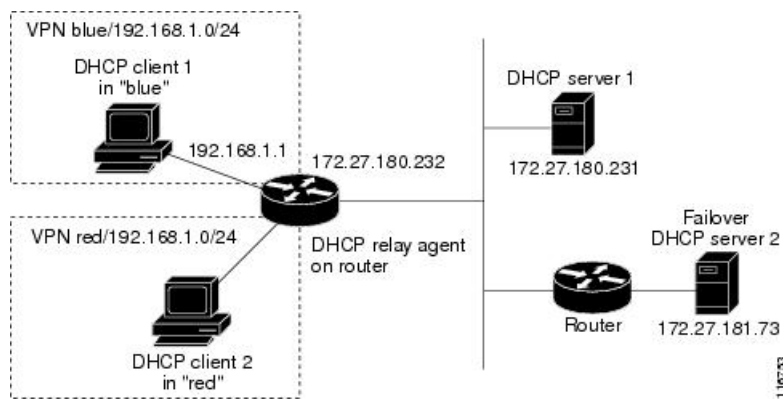 VPN blue/192.168.1.0/24
DHCP client 1
in "blue"
192.168.1.1
172.27.180.232
DHCP server 1
172.27.180.231
VPN red/192.168.1.0/24
DHCP relay agent
on router
Failover
DHCP server 2
Router
172.27.181.73
DHCP client 2
in "red"